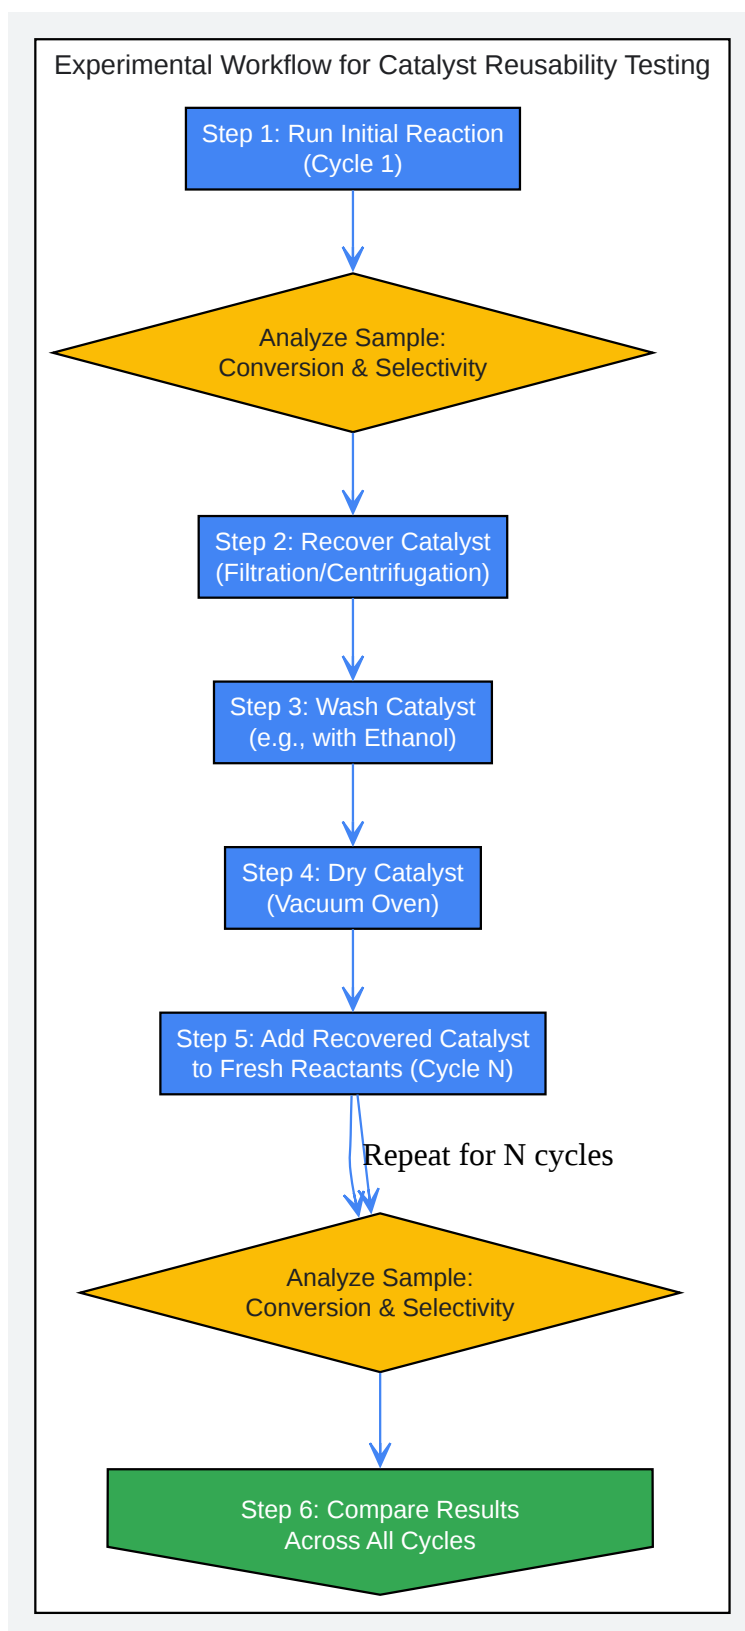 Experimental Workflow for Catalyst Reusability Testing
Step 1: Run Initial Reaction
(Cycle 1)
Analyze Sample:
Conversion & Selectivity
Step 2: Recover Catalyst
(Filtration/Centrifugation)
Step 3: Wash Catalyst
(e.g., with Ethanol)
Step 4: Dry Catalyst
(Vacuum Oven)
Step 5: Add Recovered Catalyst
to Fresh Reactants (Cycle N)
Repeat for N cycles
Analyze Sample:
Conversion & Selectivity
Step 6: Compare Results
Across All Cycles